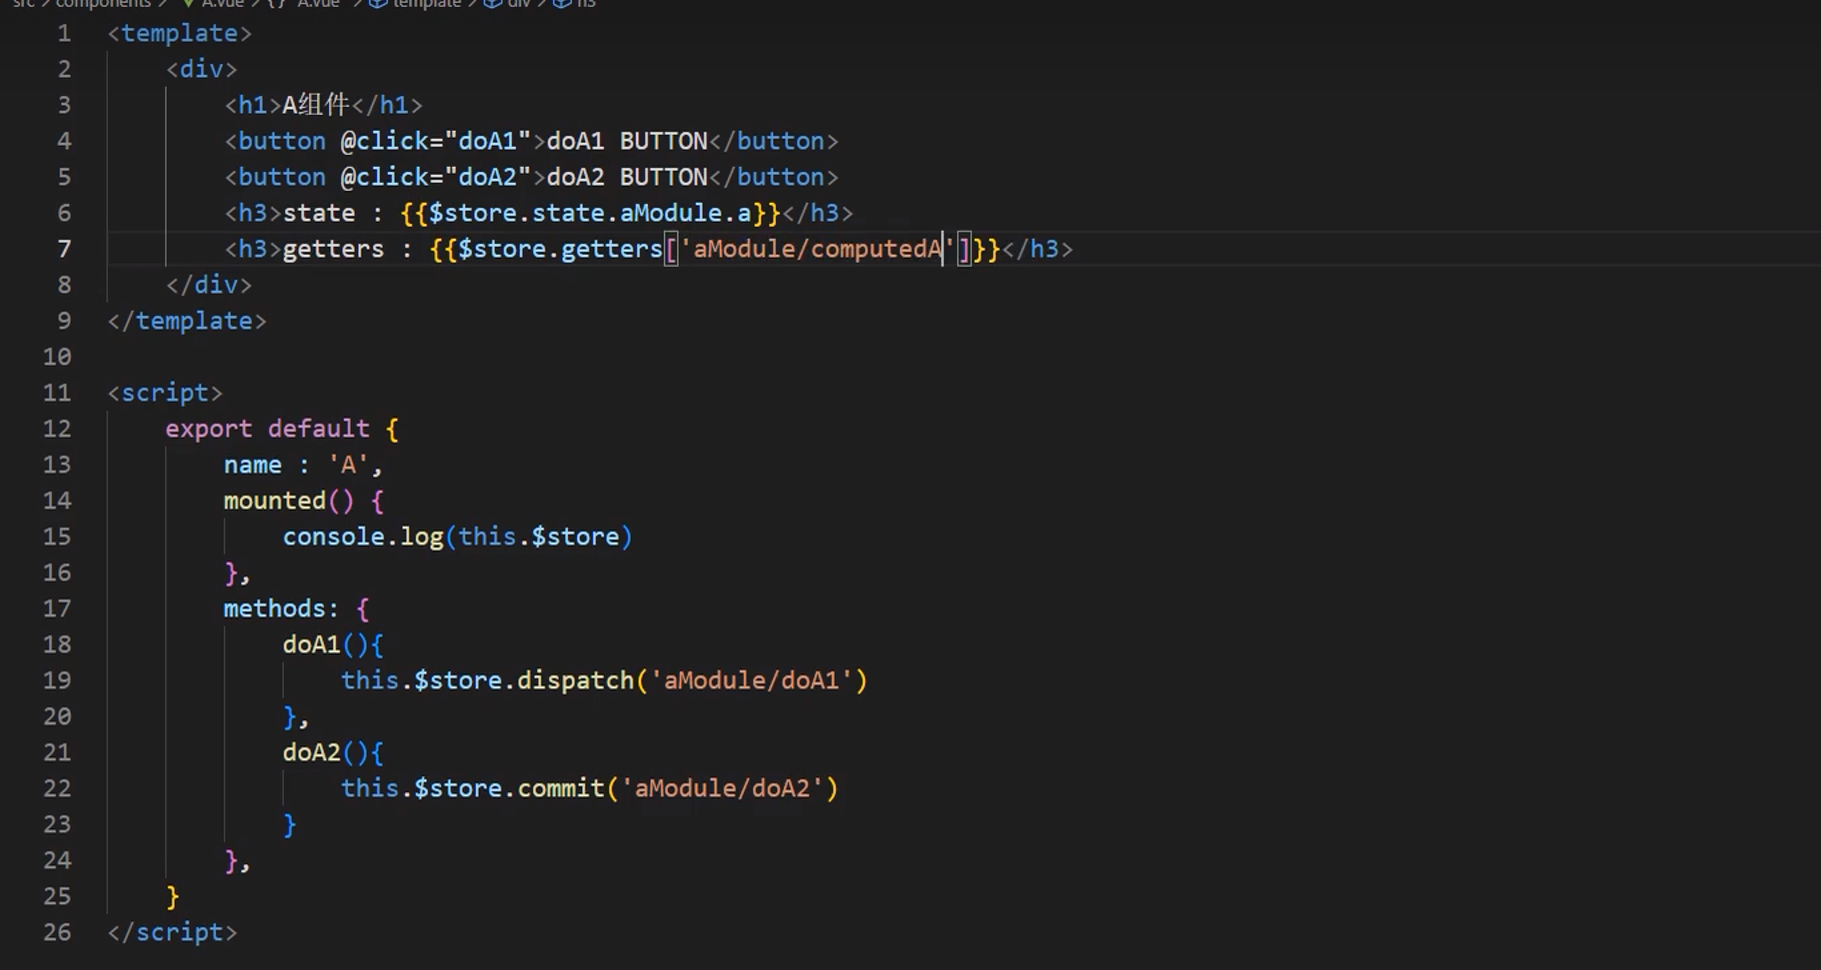 src > components > A.vue > {} A.vue > template > div > h3
1 <template>
2 <div>
3 <h1>A组件</h1>
4 <button @click="doA1">doA1 BUTTON</button>
5 <button @click="doA2">doA2 BUTTON</button>
6 <h3>state : {{$store.state.aModule.a}}</h3>
7 <h3>getters : {{$store.getters['aModule/computedA']}}</h3>
8 </div>
9 </template>
10
11 <script>
12 export default {
13 name : 'A',
14 mounted() {
15 console.log(this.$store)
16 },
17 methods: {
18 doA1(){
19 this.$store.dispatch('aModule/doA1')
20 },
21 doA2(){
22 this.$store.commit('aModule/doA2')
23 }
24 },
25 }
26 </script>